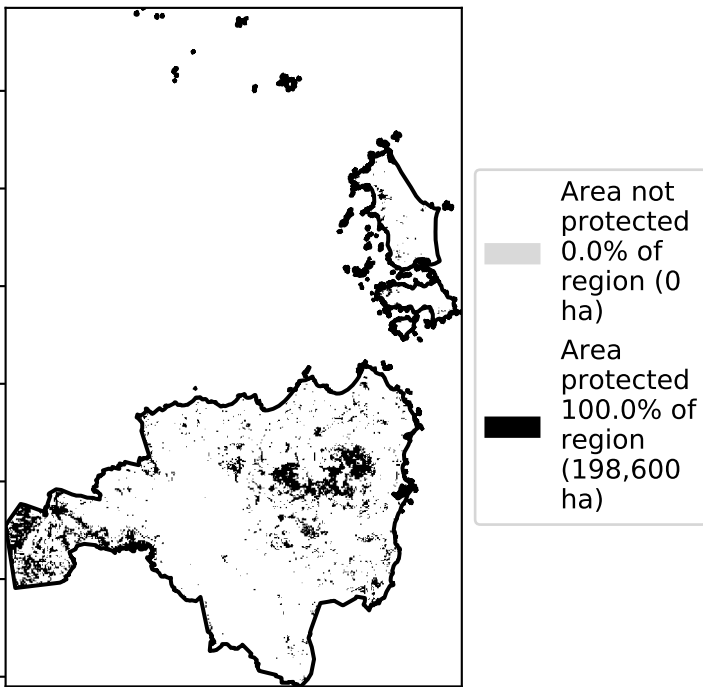 Area not
protected
0.0% of
region (0
ha)
Area
protected
100.0% of
region
(198,600
ha)